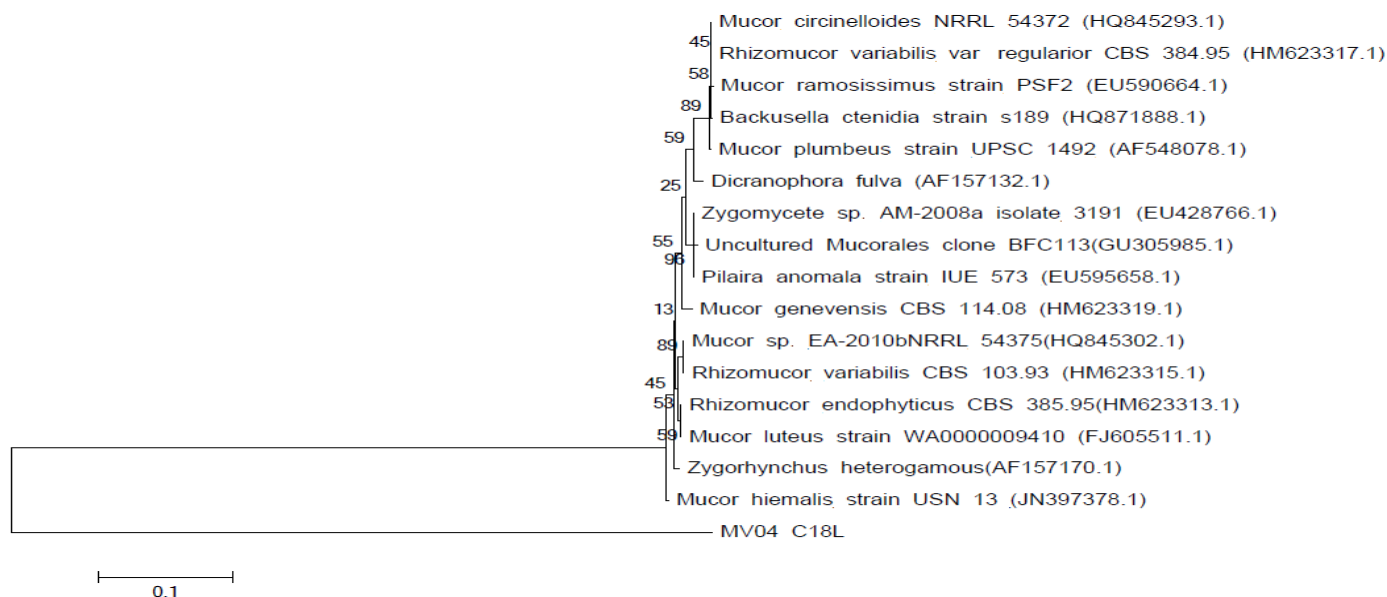 Mucor circinelloides NRRL 54372 (HQ845293.1)
45
Rhizomucor variabilis var regularior CBS 384.95 (HM623317.1)
58
Mucor ramosissimus strain PSF2 (EU590664.1)
89
Backusella ctenidia strain s189 (HQ871888.1)
59
Mucor plumbeus strain UPSC 1492 (AF548078.1)
Dicranophora fulva (AF157132.1)
25
Zygomycete sp. AM-2008a isolate 3191 (EU428766.1)
55
Uncultured Mucorales clone BFC113(GU305985.1)
96
Pilaira anomala strain IUE 573 (EU595658.1)
13
Mucor genevensis CBS 114.08 (HM623319.1)
89
Mucor sp. EA-2010bNRRL 54375(HQ845302.1)
Rhizomucor variabilis CBS 103.93 (HM623315.1)
45
53
Rhizomucor endophyticus CBS 385.95(HM623313.1)
59
Mucor luteus strain WA0000009410 (FJ605511.1)
Zygorhynchus heterogamous(AF157170.1)
Mucor hiemalis strain USN 13 (JN397378.1)
MV04 C18L
0.1